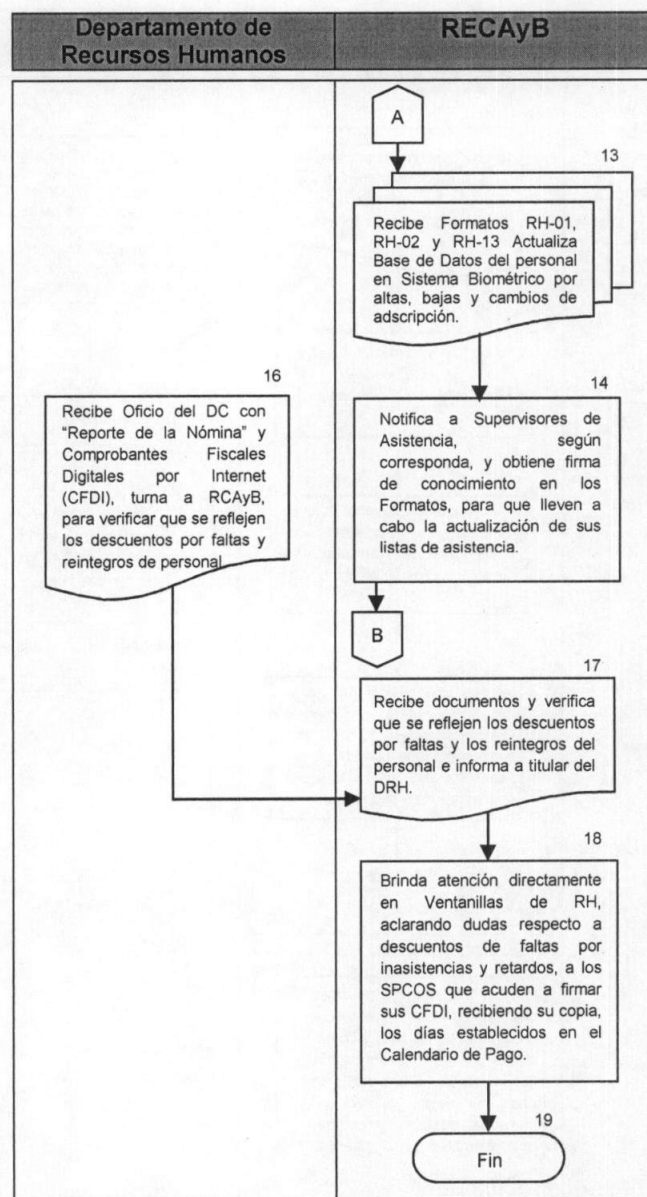 Departamento de
Recursos Humanos
RECAyB
A
13
Recibe Formatos RH-01,
RH-02 y RH-13 Actualiza
Base de Datos del personal
en Sistema Biométrico por
altas, bajas y cambios de
adscripción.
16
Recibe Oficio del DC con
"Reporte de la Nómina" y
Comprobantes Fiscales
Digitales por Internet
(CFDI), turna a RCAyB,
para verificar que se reflejen
los descuentos por faltas y
reintegros de personal
14
Notifica a Supervisores de
Asistencia, según
corresponda, y obtiene firma
de conocimiento en los
Formatos, para que lleven a
cabo la actualización de sus
listas de asistencia.
B
17
Recibe documentos y verifica
que se reflejen los descuentos
por faltas y los reintegros del
personal e informa a titular del
DRH.
18
Brinda atención directamente
en Ventanillas de RH,
aclarando dudas respecto a
descuentos de faltas por
inasistencias y retardos, a los
SPCOS que acuden a firmar
sus CFDI, recibiendo su copia,
los días establecidos en el
Calendario de Pago.
19
Fin